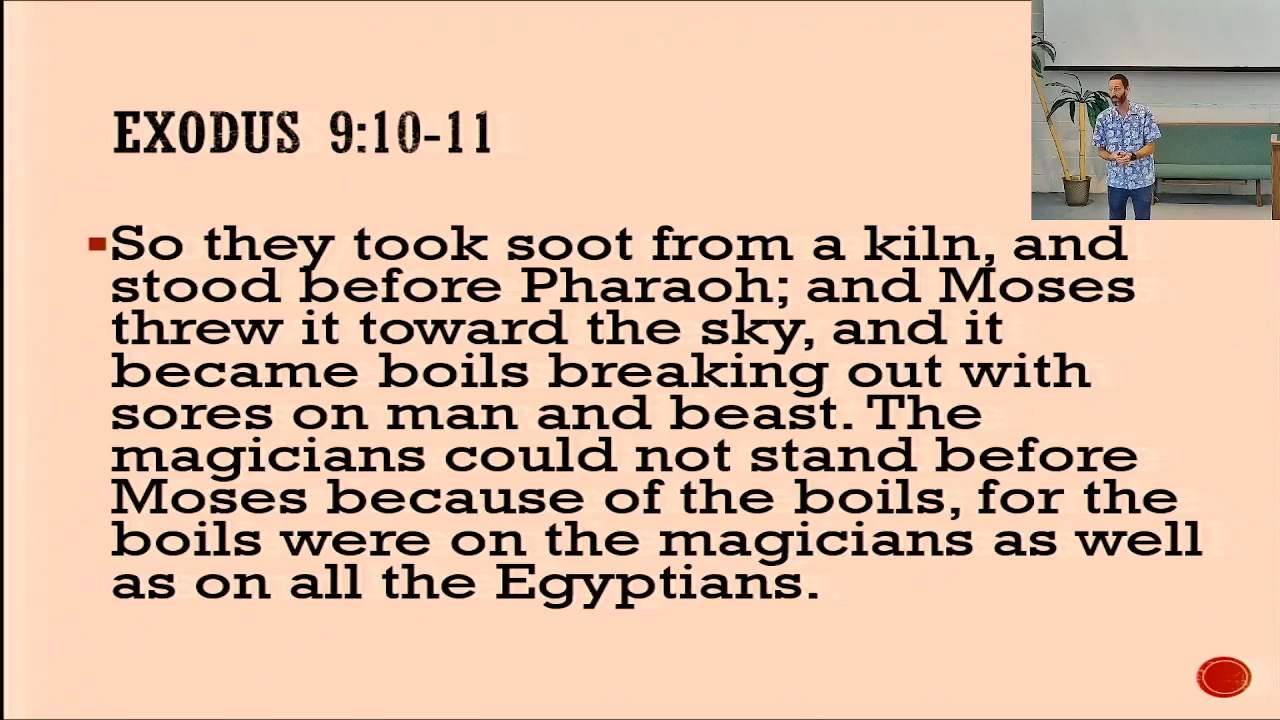 EXODUS 9:10-11
So they took soot from a kiln, and
stood before Pharaoh; and Moses
threw it toward the sky, and it
became boils breaking out with
sores on man and beast. The
magicians could not stand before
Moses because of the boils, for the
boils were on the magicians as well
as on all the Egyptians.